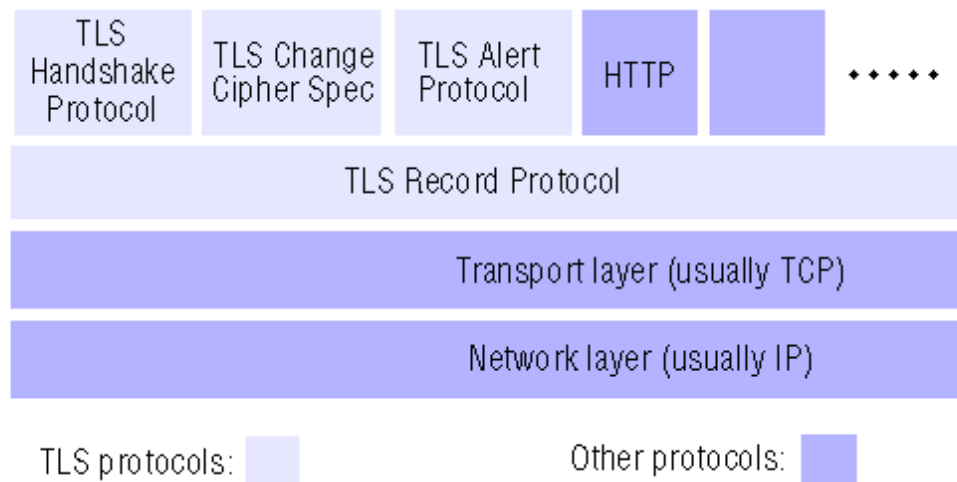 TLS
Handshake
Protocol
TLS Change
Cipher Spec
TLS Alert
Protocol
HTTP
TLS Record Protocol
Transport layer (usually TCP)
Network layer (usually IP)
TLS protocols:
Other protocols: